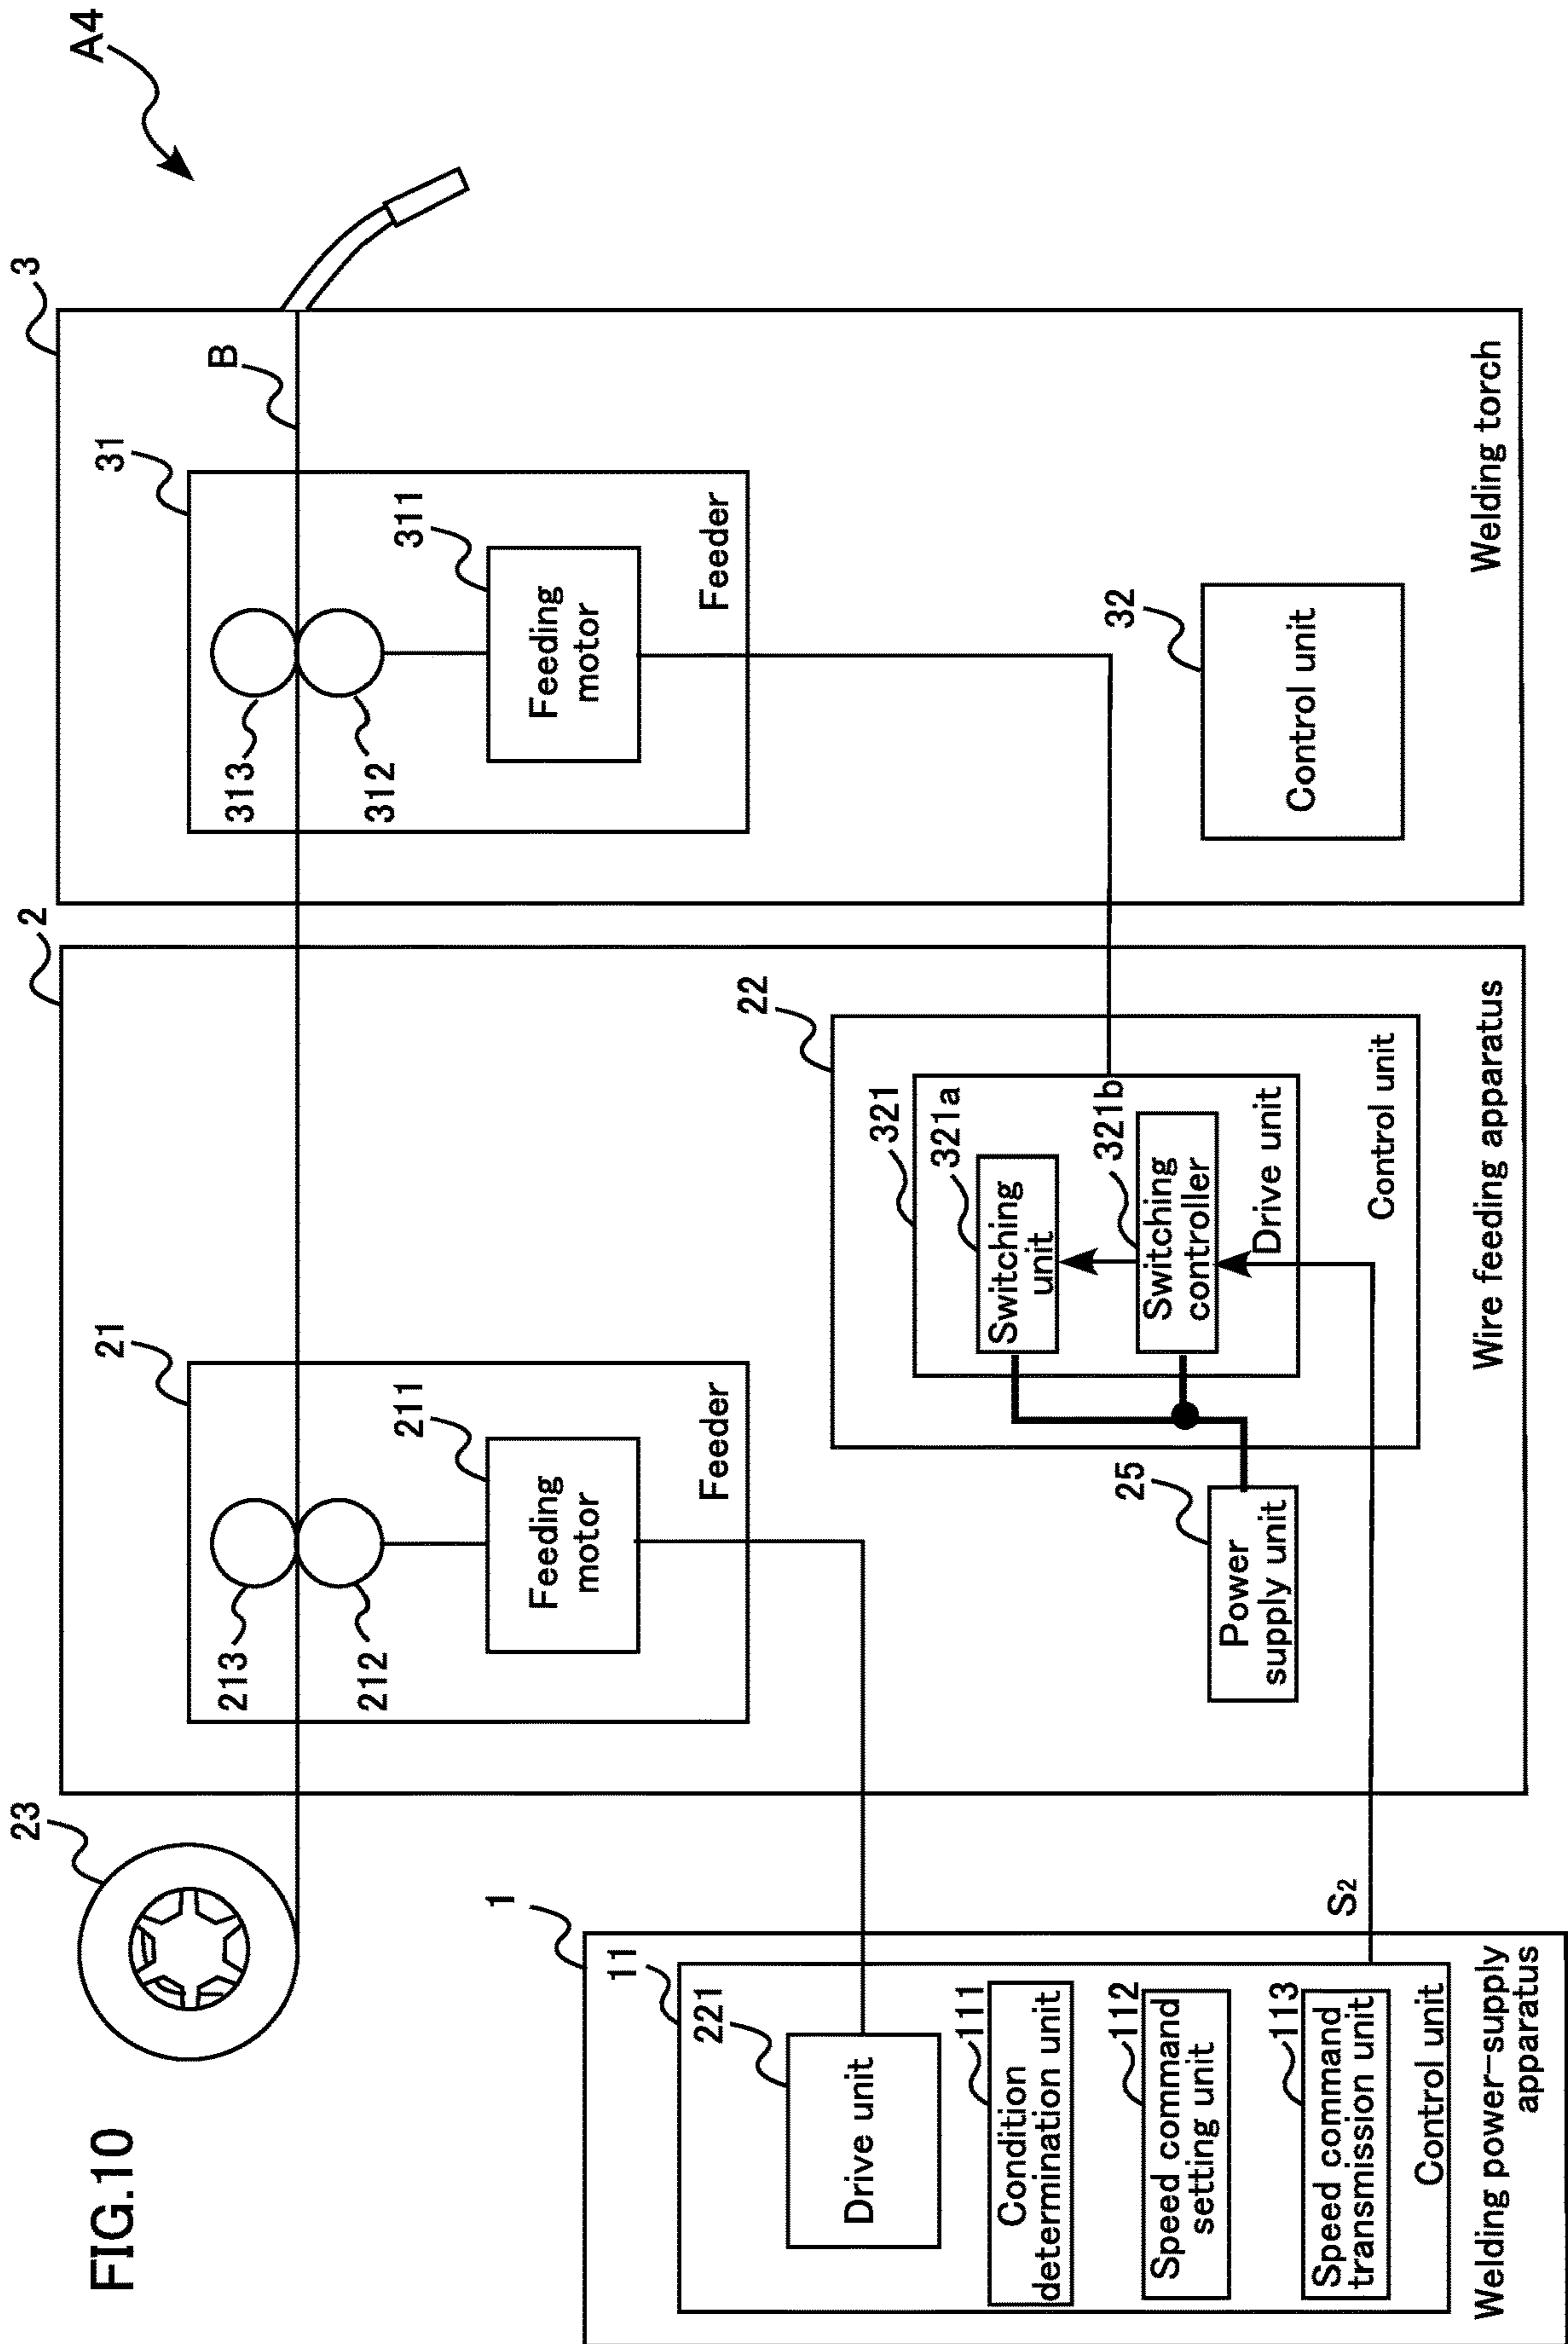 FIG.10
A4
23
2
3
21
213
212
211
Feeding
motor
Feeder
31
B
313
312
311
Feeding
motor
Feeder
1
11
221
Drive unit
111
Condition
determination unit
112
Speed command
setting unit
113
Speed command
transmission unit
Control unit
Welding power-supply
apparatus
S2
25
Power
supply unit
22
321
321a
Switching
unit
321b
Switching
controller
Drive unit
Control unit
Wire feeding apparatus
32
Control unit
Welding torch